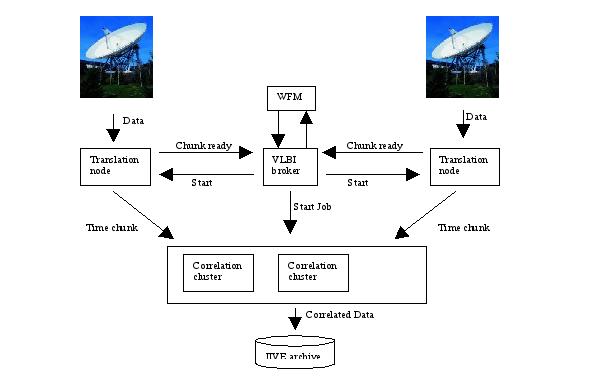 Data
Data
WFM
Chunk ready
Chunk ready
Translation
node
VLBI
broker
Translation
node
Start
Start
Start Job
Time chunk
Time chunk
Correlation
cluster
Correlation
cluster
Correlated Data
JIVE archive